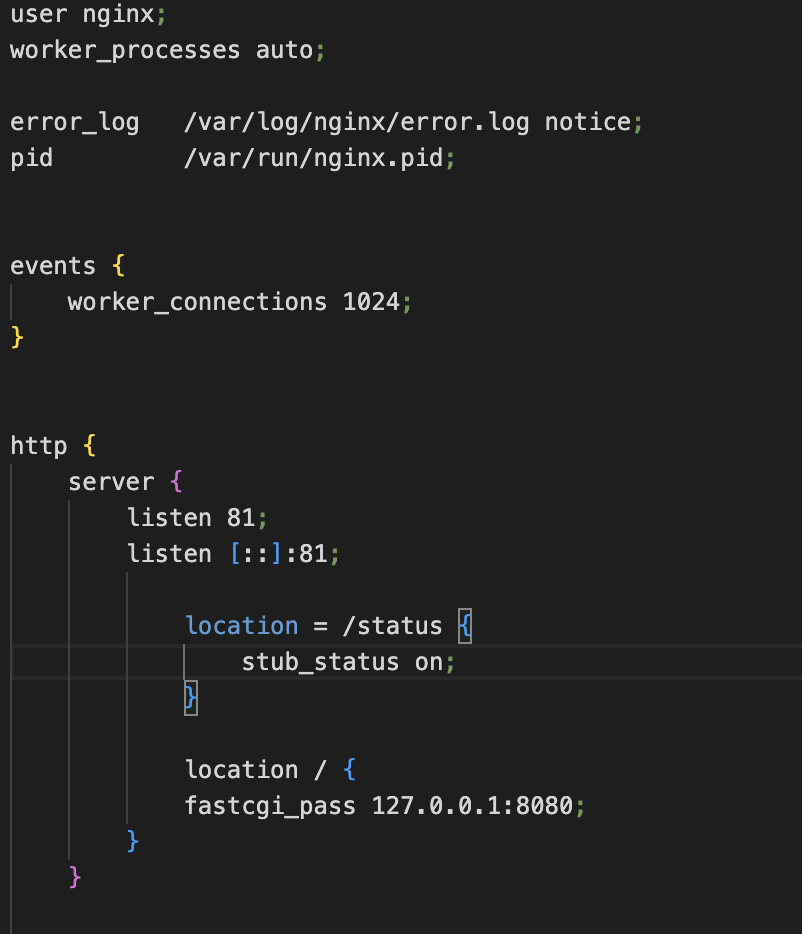 user nginx;
worker_processes auto;
error_log   /var/log/nginx/error.log notice;
pid         /var/run/nginx.pid;
events {
    worker_connections 1024;
}
http {
    server {
        listen 81;
        listen [::]:81;
            location = /status {
                stub_status on;
            }
            location / {
            fastcgi_pass 127.0.0.1:8080;
        }
    }